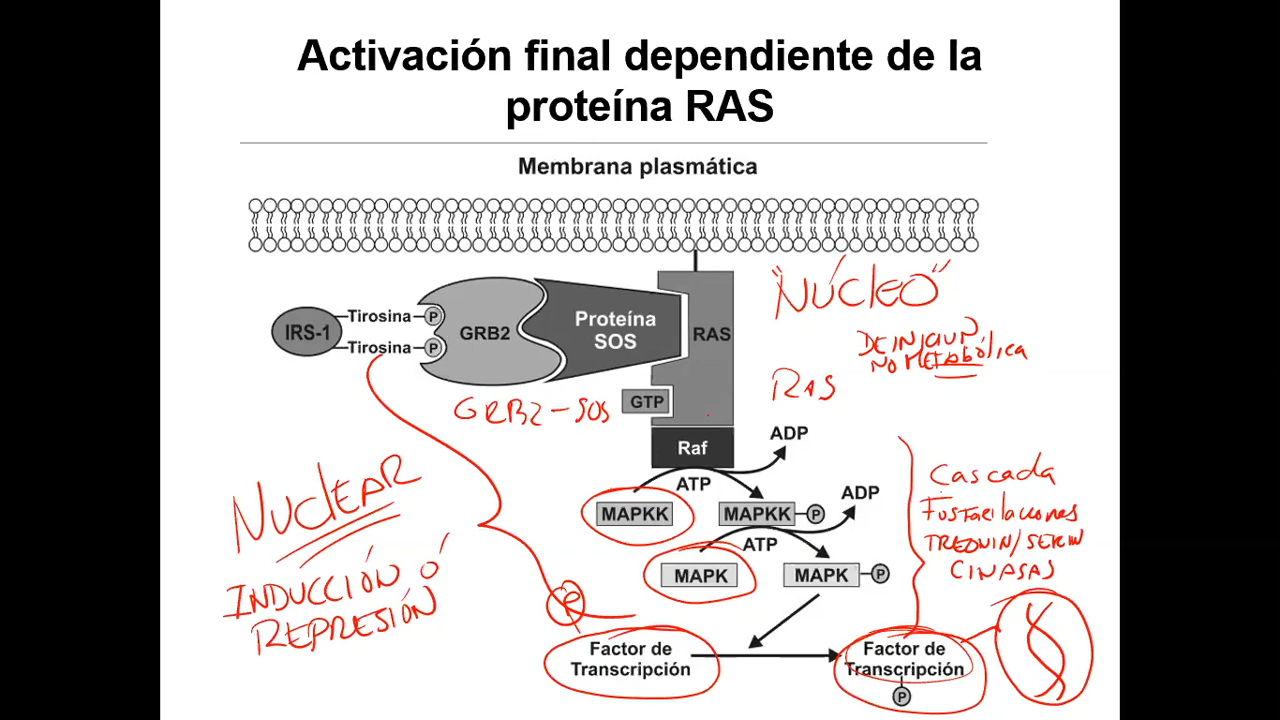 Activación final dependiente de la
proteína RAS
Membrana plasmática
IRS-1
Tirosina
P
Tirosina
P
GRB2
Proteína
SOS
RAS
GTP
Raf
"NÚCLEO"
NO METABÓLICA
RAS
GRB2-SOS
ADP
ATP
MAPKK
MAPKK
P
ADP
ATP
MAPK
MAPK
P
Cascada
TREONIN/SERIN
CINASAS
NUCLEAR
INDUCCIÓN Ó
REPRESIÓN
P
Factor de
Transcripción
Factor de
Transcripción
P